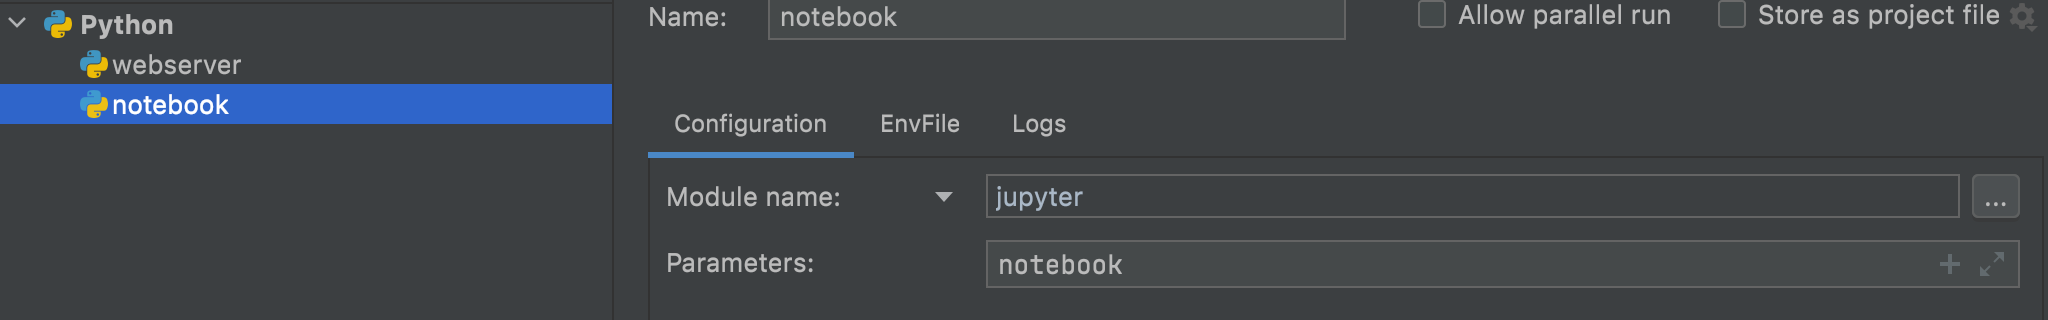 Python
webserver
notebook
Name: notebook
Allow parallel run
Store as project file
Configuration EnvFile Logs
Module name: jupyter ...
Parameters: notebook